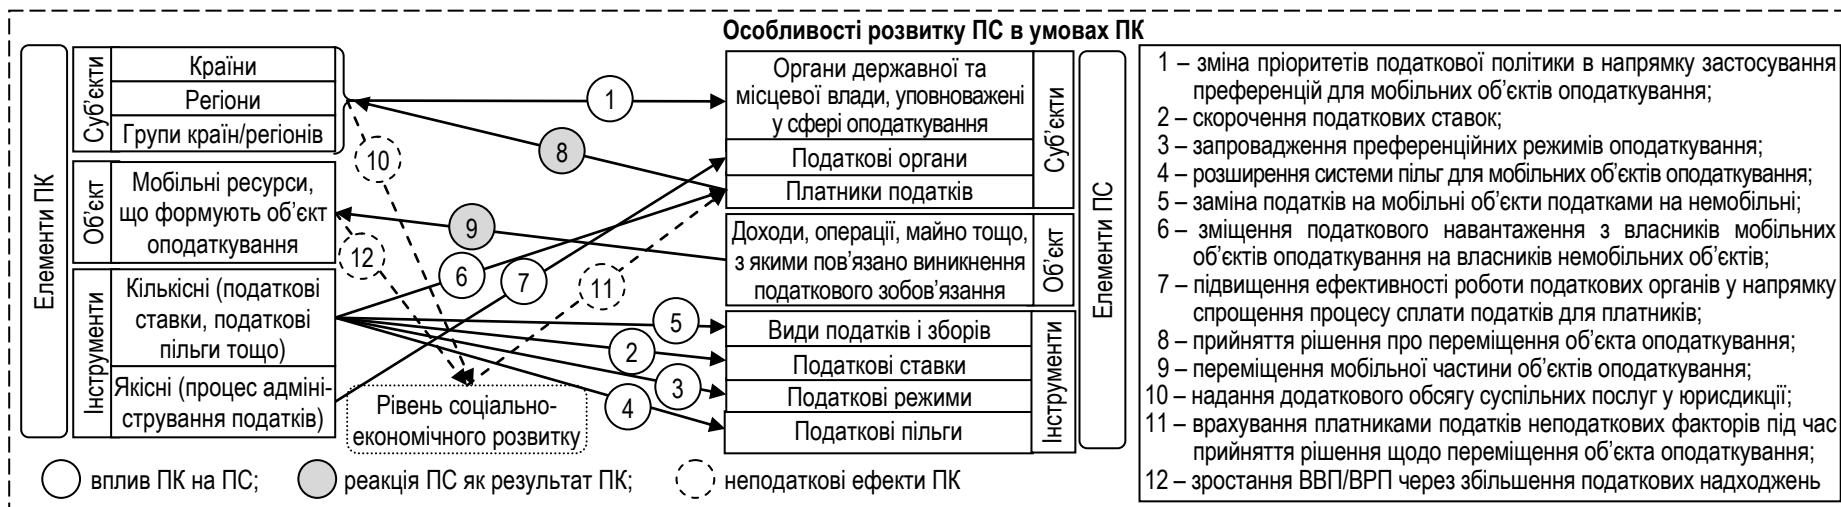 Особливості розвитку ПС в умовах ПК
Елементи ПК
Суб’єкти
Країни
Регіони
Групи країн/регіонів
Об’єкт
Мобільні ресурси,
що формують об’єкт
оподаткування
Інструменти
Кількісні (податкові
ставки, податкові
пільги тощо)
Якісні (процес адміні-
стрування податків)
1
8
10
9
12
6
7
11
5
2
3
4
Рівень соціально-
економічного розвитку
Органи державної та
місцевої влади, уповноважені
у сфері оподаткування
Податкові органи
Платники податків
Суб’єкти
Доходи, операції, майно тощо,
з якими пов’язано виникнення
податкового зобов’язання
Об’єкт
Види податків і зборів
Податкові ставки
Податкові режими
Податкові пільги
Інструменти
Елементи ПС
1 – зміна пріоритетів податкової політики в напрямку застосування
преференцій для мобільних об’єктів оподаткування;
2 – скорочення податкових ставок;
3 – запровадження преференційних режимів оподаткування;
4 – розширення системи пільг для мобільних об’єктів оподаткування;
5 – заміна податків на мобільні об’єкти податками на немобільні;
6 – зміщення податкового навантаження з власників мобільних
об’єктів оподаткування на власників немобільних об’єктів;
7 – підвищення ефективності роботи податкових органів у напрямку
спрощення процесу сплати податків для платників;
8 – прийняття рішення про переміщення об’єкта оподаткування;
9 – переміщення мобільної частини об’єктів оподаткування;
10 – надання додаткового обсягу суспільних послуг у юрисдикції;
11 – врахування платниками податків неподаткових факторів під час
прийняття рішення щодо переміщення об’єкта оподаткування;
12 – зростання ВВП/ВРП через збільшення податкових надходжень
вплив ПК на ПС;
реакція ПС як результат ПК;
неподаткові ефекти ПК